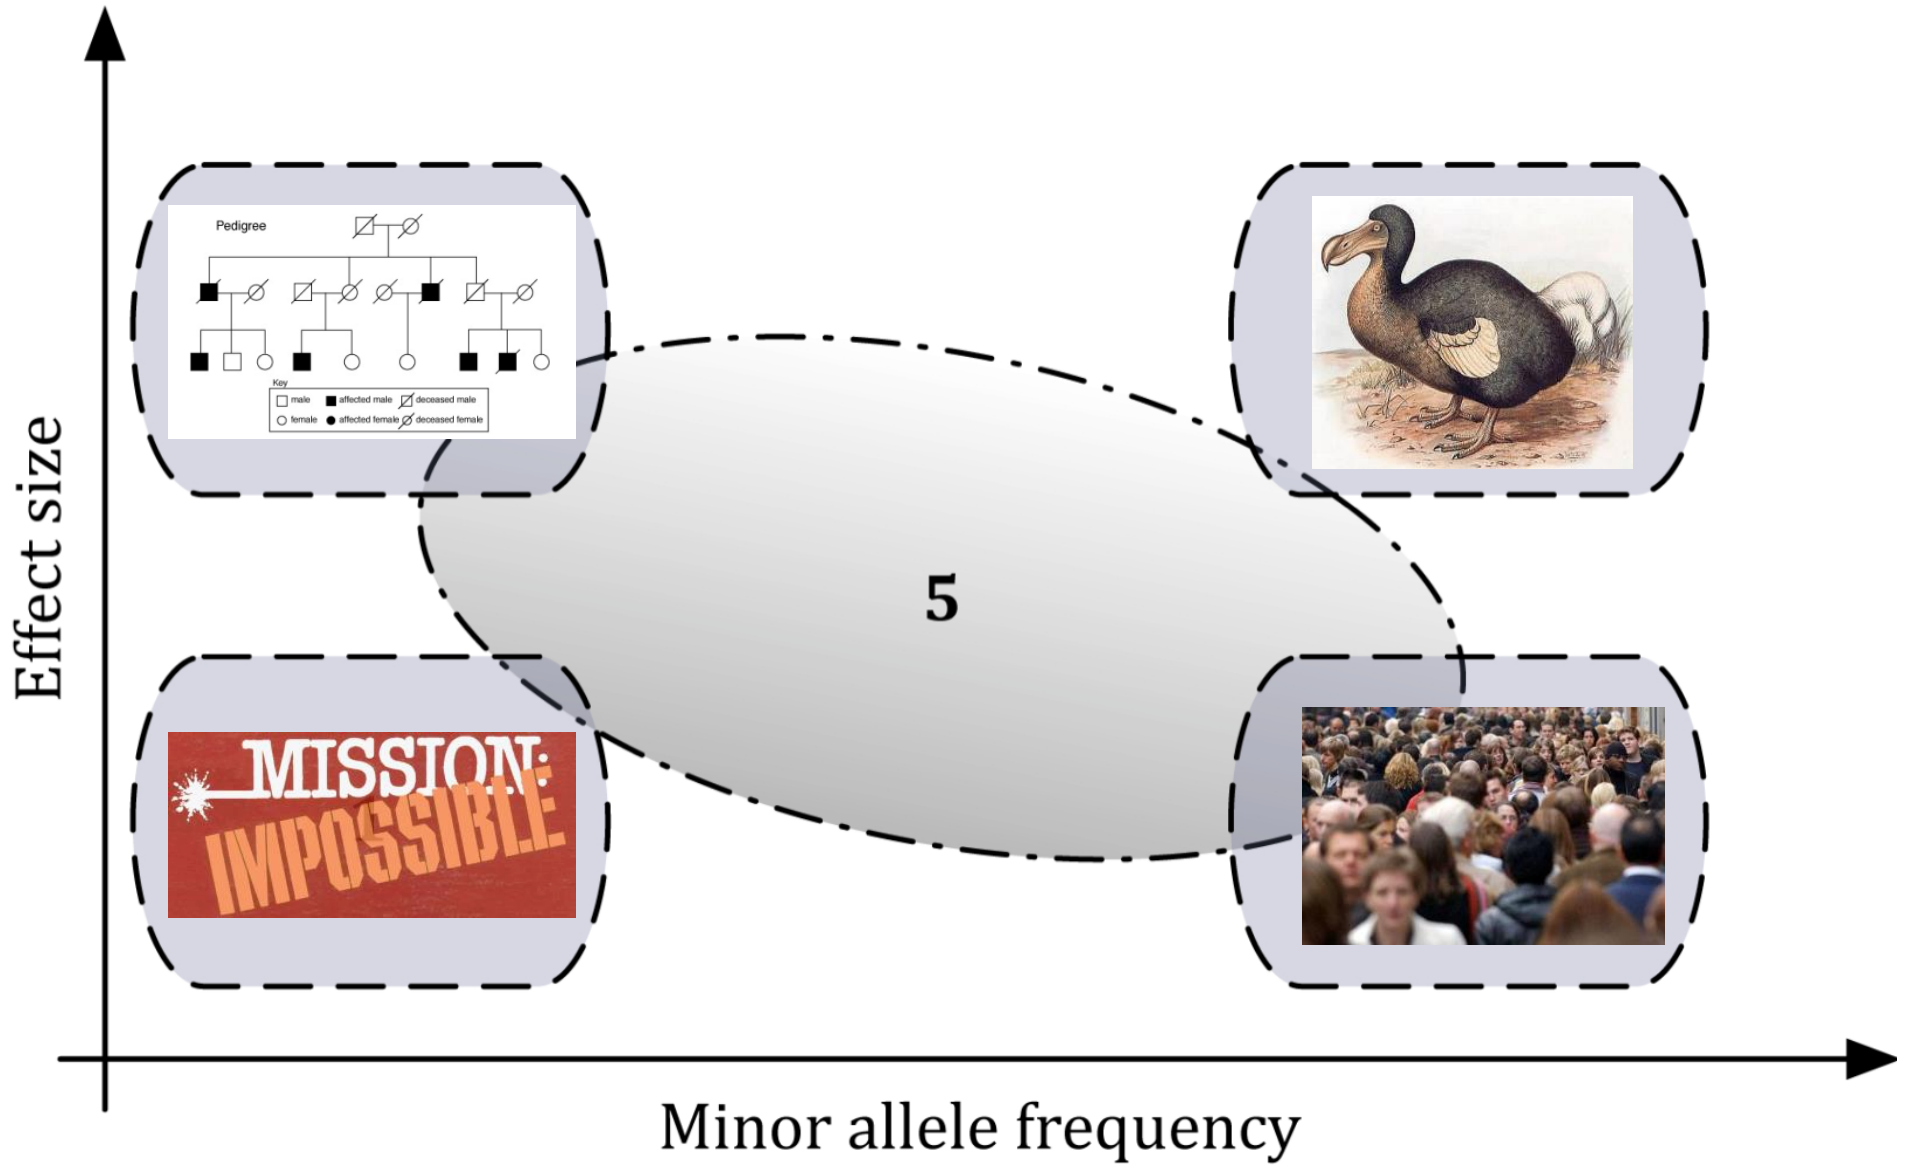 Effect size
Pedigree
Key
male
affected male
deceased male
female
affected female
deceased female
5
MISSION:
IMPOSSIBLE
Minor allele frequency